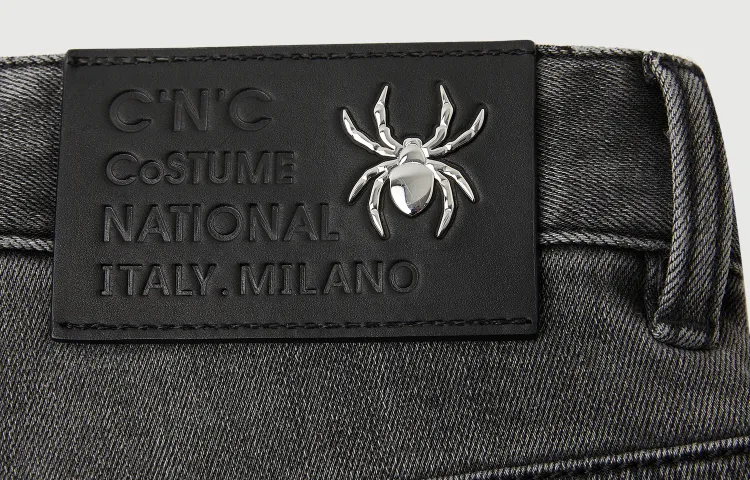 C'N'C
CoSTUME
NATIONAL
ITALY. MILANO